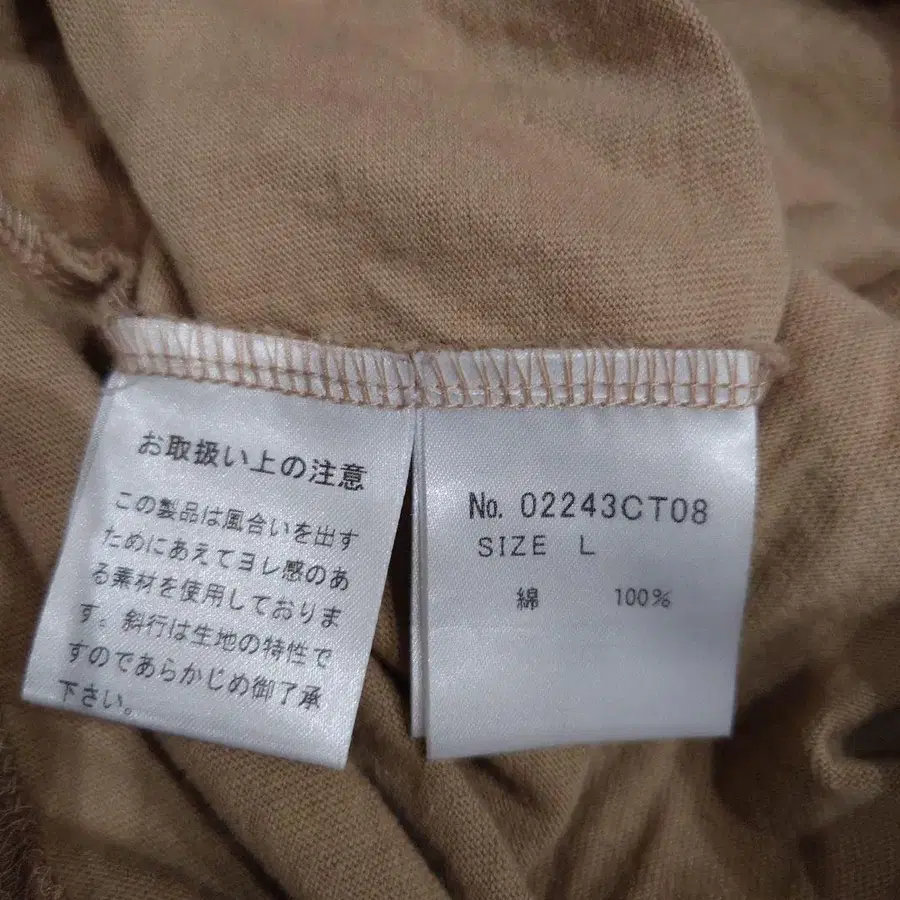 お取扱い上の注意
この製品は風合いを出す
ためにあえてヨレ感のあ
る素材を使用しておりま
す。斜行は生地の特性で
すのであらかじめ御了承
下さい。
No. 02243CT08
SIZE L
綿 100%